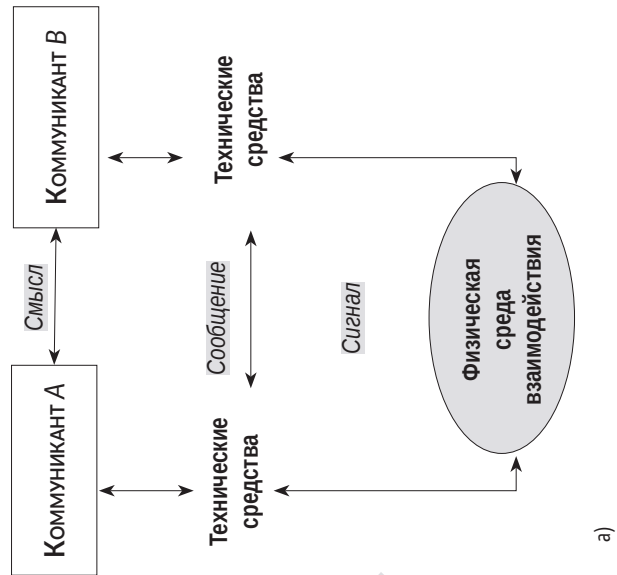 Коммуникант A
Смысл
Коммуникант B
Технические
средства
Сообщение
Технические
средства
Сигнал
Физическая
среда
взаимодействия
а)